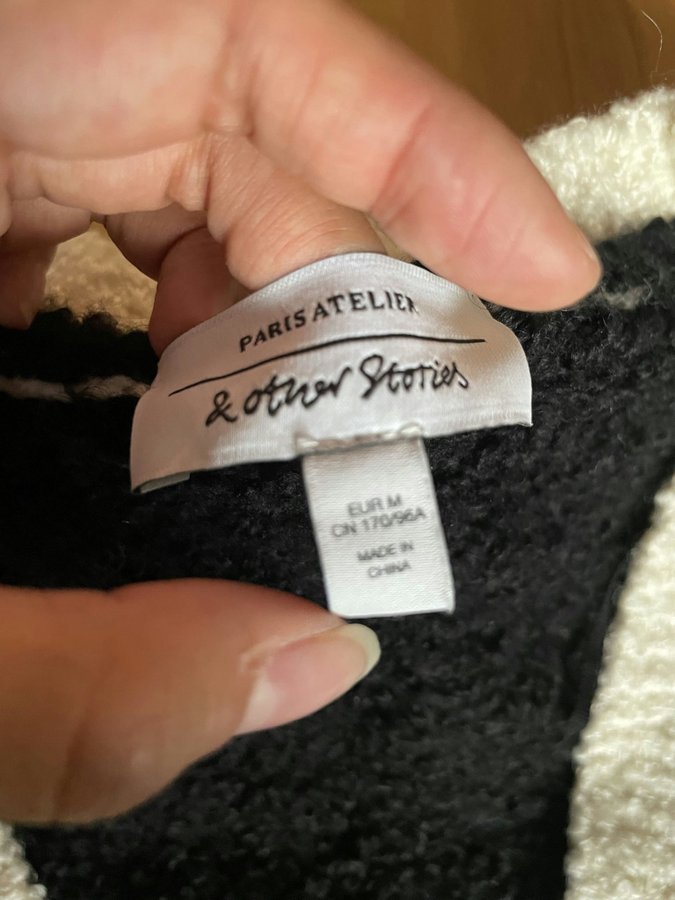 PARIS ATELIER
& other Stories
EUR M
CN 170/96A
MADE IN
CHINA